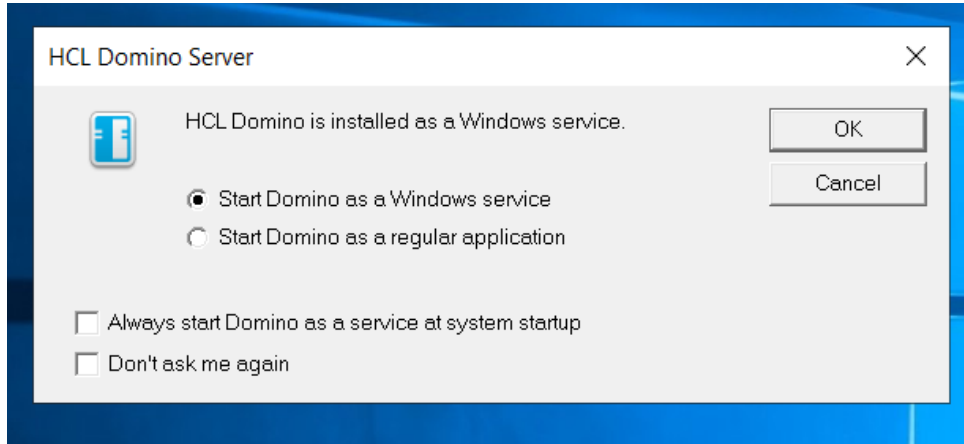 HCL Domino Server
HCL Domino is installed as a Windows service.
OK
Cancel
Start Domino as a Windows service
Start Domino as a regular application
Always start Domino as a service at system startup
Don't ask me again